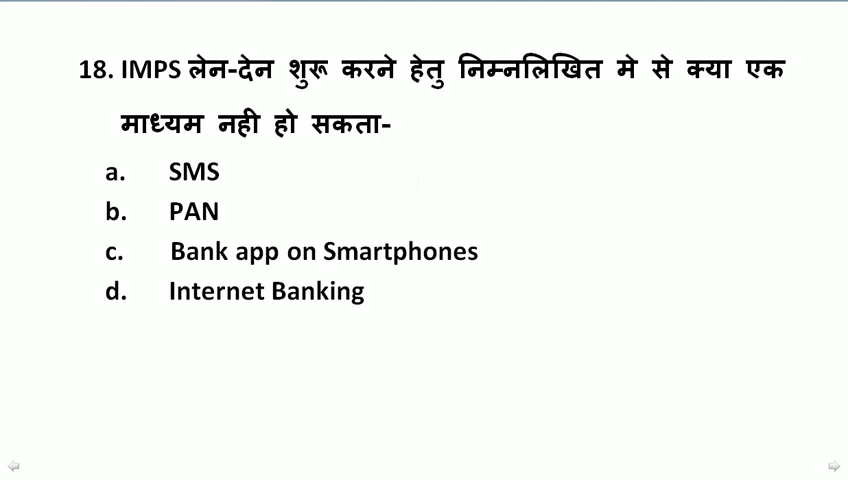 18. IMPS लेन-देन शुरू करने हेतु निम्नलिखित मे से क्या एक
माध्यम नही हो सकता-
a. SMS
b. PAN
c. Bank app on Smartphones
d. Internet Banking